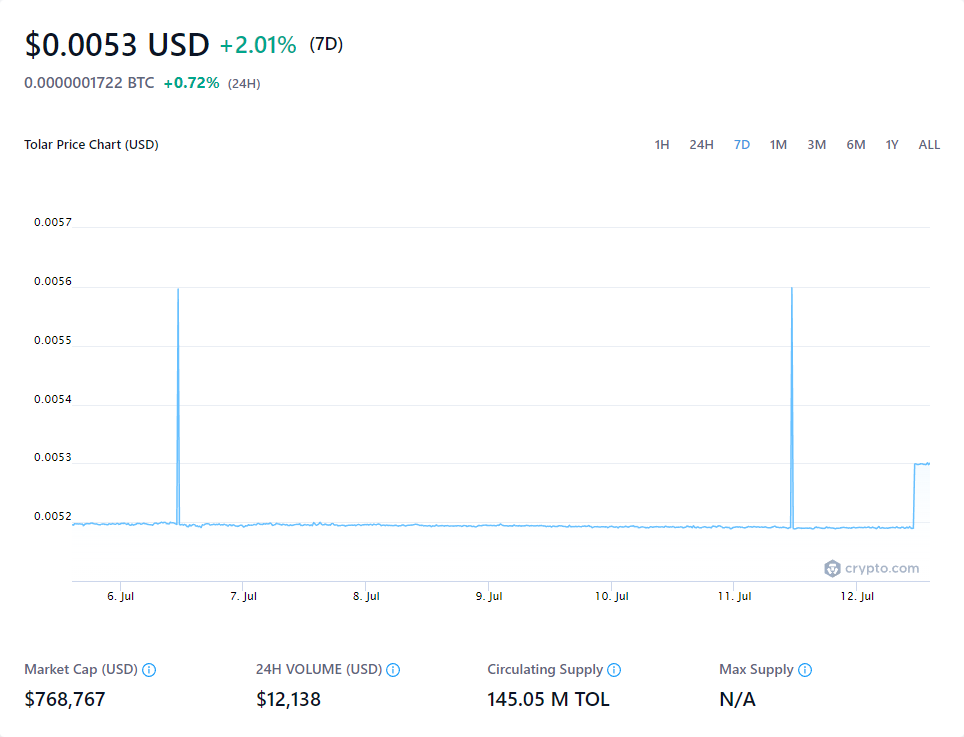 $0.0053 USD +2.01% (7D)
0.0000001722 BTC +0.72% (24H)
Tolar Price Chart (USD) 1H 24H 7D 1M 3M 6M 1Y ALL
0.0057
0.0056
0.0055
0.0054
0.0053
0.0052
crypto.com
6. Jul 7. Jul 8. Jul 9. Jul 10. Jul 11. Jul 12. Jul
Market Cap (USD) 24H VOLUME (USD) Circulating Supply Max Supply
$768,767 $12,138 145.05 M TOL N/A